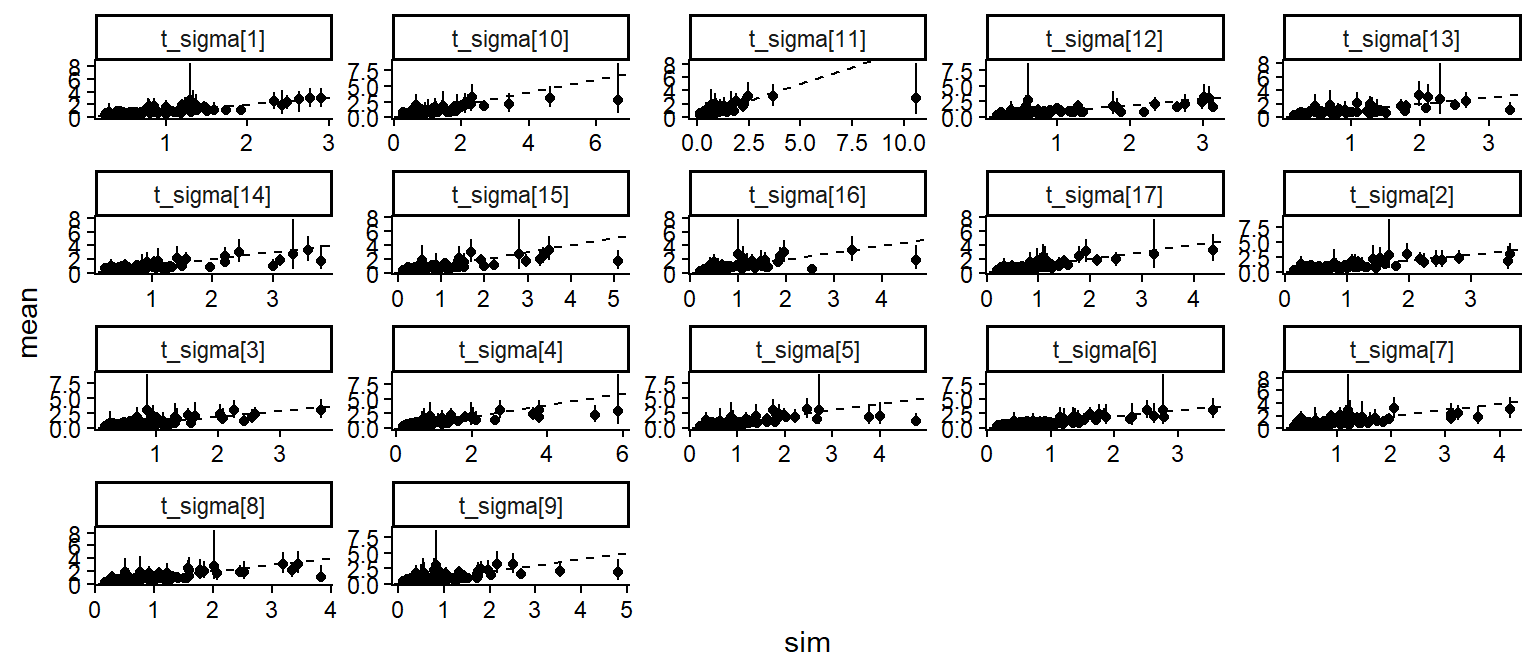 t_sigma[1] t_sigma[10] t_sigma[11] t_sigma[12] t_sigma[13]
8 6 4 2 0 7.5 5.0 2.5 0.0 8 6 4 2 0 7.5 5.0 2.5 0.0 8 6 4 2 0
1 2 3 0 2 4 6 0.0 2.5 5.0 7.5 10.0 1 2 3 1 2 3
t_sigma[14] t_sigma[15] t_sigma[16] t_sigma[17] t_sigma[2]
8 6 4 2 0 8 6 4 2 0 8 6 4 2 0 8 6 4 2 0 7.5 5.0 2.5 0.0
1 2 3 0 1 2 3 4 5 0 1 2 3 4 0 1 2 3 4 0 1 2 3
mean
t_sigma[3] t_sigma[4] t_sigma[5] t_sigma[6] t_sigma[7]
7.5 5.0 2.5 0.0 7.5 5.0 2.5 0.0 7.5 5.0 2.5 0.0 7.5 5.0 2.5 0.0 8 6 4 2 0
1 2 3 0 2 4 6 0 1 2 3 4 0 1 2 3 1 2 3 4
t_sigma[8] t_sigma[9]
8 6 4 2 0 7.5 5.0 2.5 0.0
0 1 2 3 4 0 1 2 3 4 5
sim